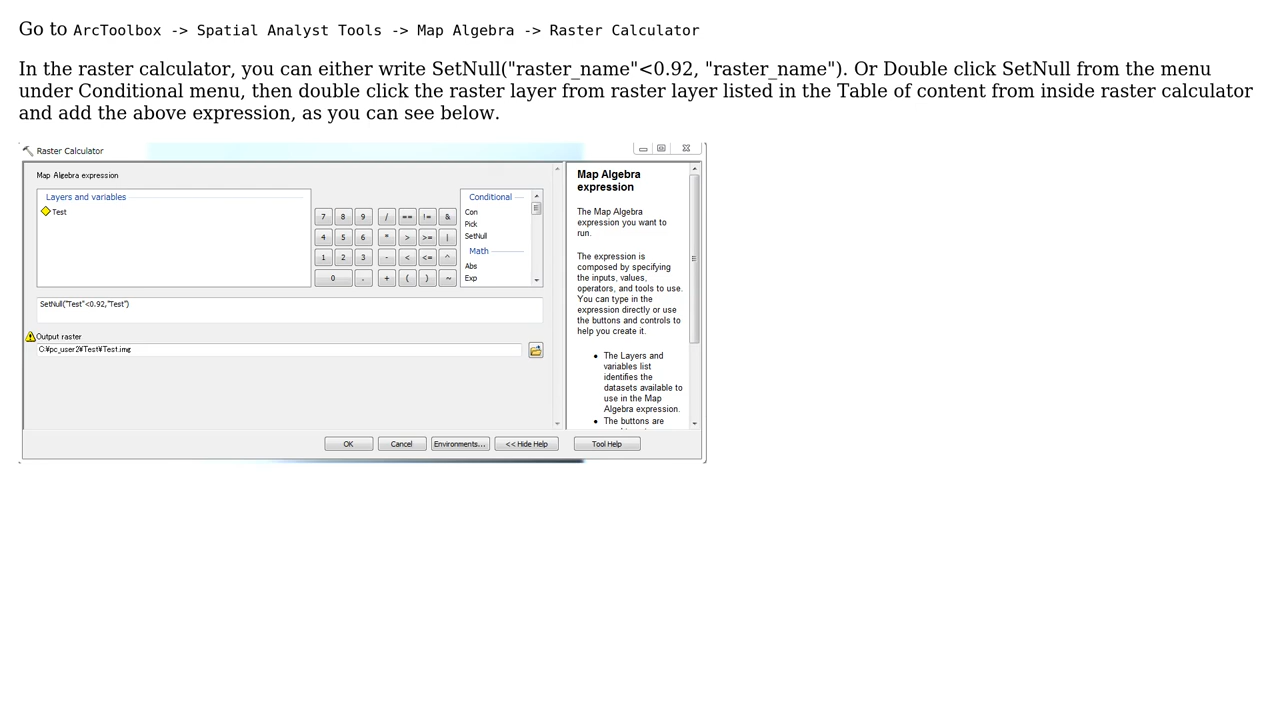 Go to ArcToolbox -> Spatial Analyst Tools -> Map Algebra -> Raster Calculator
In the raster calculator, you can either write SetNull("raster_name"<0.92, "raster_name"). Or Double click SetNull from the menu
under Conditional menu, then double click the raster layer from raster layer listed in the Table of content from inside raster calculator
and add the above expression, as you can see below.
Raster Calculator
Map Algebra expression
Layers and variables
Test
7 8 9 / == != &
4 5 6 * > >= |
1 2 3 - < <= ^
0 . + ( ) ~
Conditional
Con
Pick
SetNull
Math
Abs
Exp
SetNull("Test"<0.92,"Test")
Output raster
C:¥pc_user2¥Test¥Test.img
OK Cancel Environments... << Hide Help Tool Help
Map Algebra
expression
The Map Algebra
expression you want to
run.
The expression is
composed by specifying
the inputs, values,
operators, and tools to use.
You can type in the
expression directly or use
the buttons and controls to
help you create it.
• The Layers and
variables list
identifies the
datasets available to
use in the Map
Algebra expression.
• The buttons are